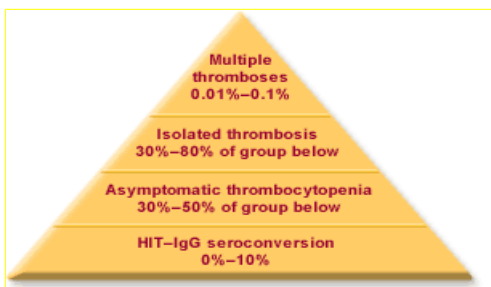 Multiple
thromboses
0.01%–0.1%
Isolated thrombosis
30%–80% of group below
Asymptomatic thrombocytopenia
30%–50% of group below
HIT–IgG seroconversion
0%–10%